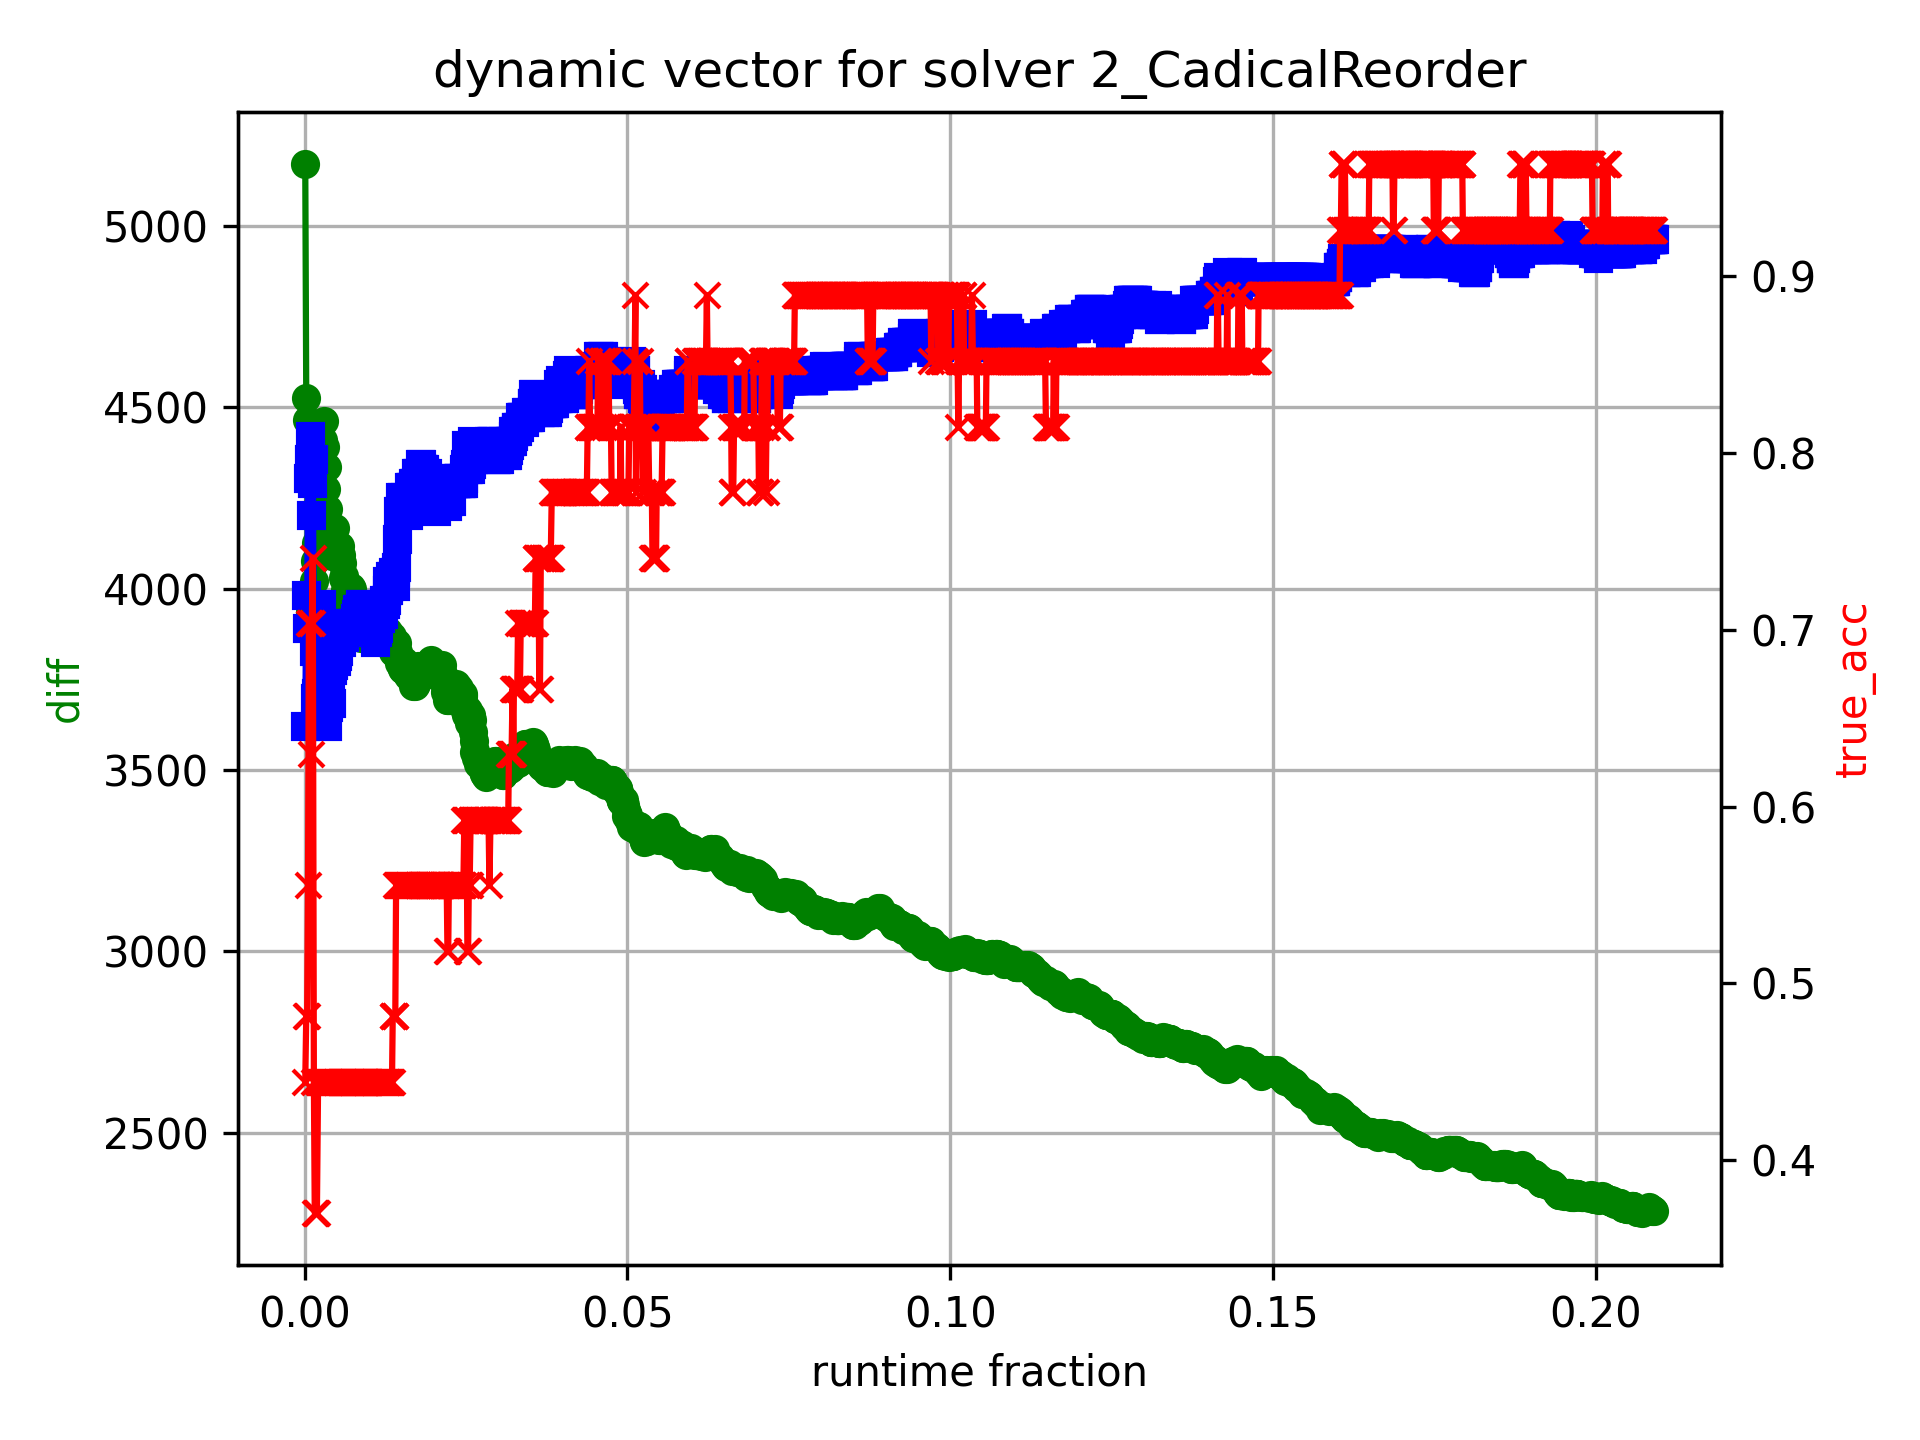 dynamic vector for solver 2_CadicalReorder
5000
4500
4000
3500
3000
2500
diff
0.9
0.8
0.7
0.6
0.5
0.4
true_acc
0.00 0.05 0.10 0.15 0.20
runtime fraction